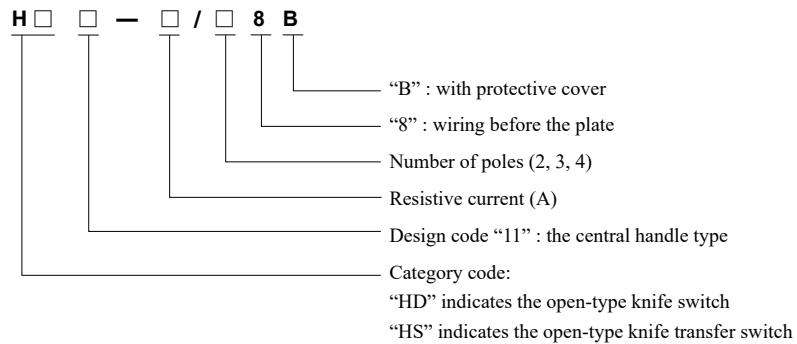 H□ □ — □ / □ 8 B
“B” : with protective cover
“8” : wiring before the plate
Number of poles (2, 3, 4)
Resistive current (A)
Design code “11” : the central handle type
Category code:
“HD” indicates the open-type knife switch
“HS” indicates the open-type knife transfer switch